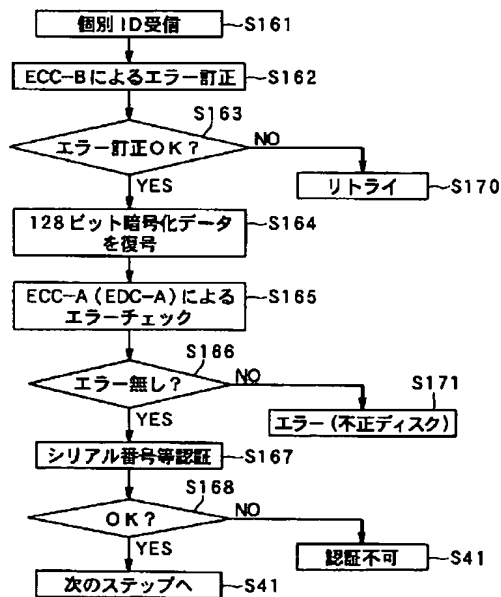 個別ID受信
S161
ECC-Bによるエラー訂正
S162
S163
エラー訂正OK?
NO
YES
リトライ
S170
128ビット暗号化データ
を復号
S164
ECC-A(EDC-A)による
エラーチェック
S165
S166
エラー無し?
NO
YES
S171
エラー(不正ディスク)
シリアル番号等認証
S167
S168
OK?
NO
YES
認証不可
S41
次のステップへ
S41